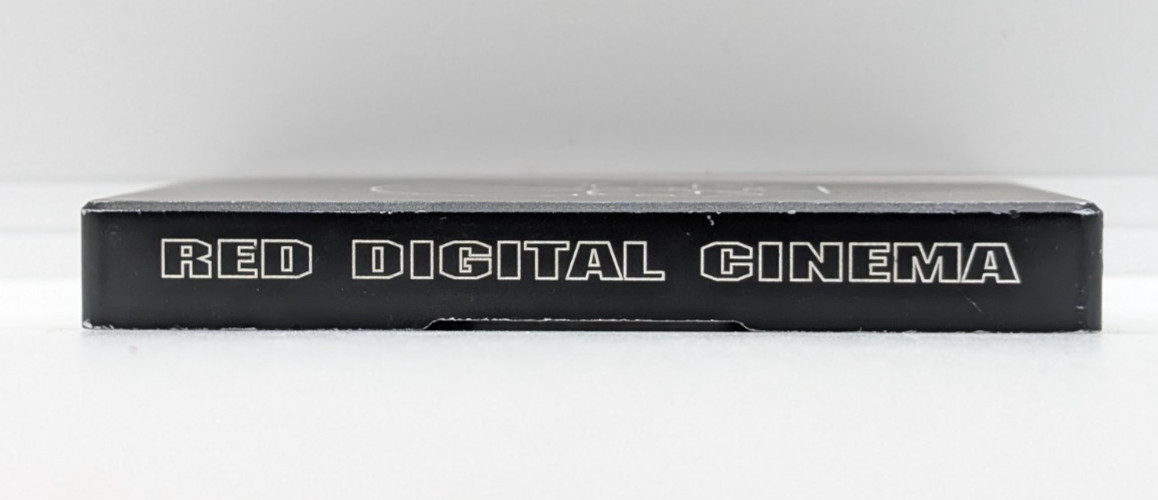 RED DIGITAL CINEMA